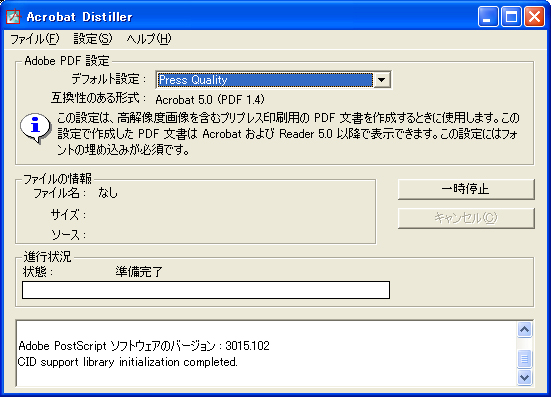 Acrobat Distiller
ファイル(F) 設定(S) ヘルプ(H)
Adobe PDF 設定
デフォルト設定： Press Quality
互換性のある形式： Acrobat 5.0 (PDF 1.4)
この設定は、高解像度画像を含むプリプレス印刷用の PDF 文書を作成するときに使用します。この
設定で作成した PDF 文書は Acrobat および Reader 5.0 以降で表示できます。この設定にはフォ
ントの埋め込みが必須です。
ファイルの情報
ファイル名： なし
サイズ：
ソース：
一時停止
キャンセル(C)
進行状況
状態： 準備完了
Adobe PostScript ソフトウェアのバージョン : 3015.102
CID support library initialization completed.